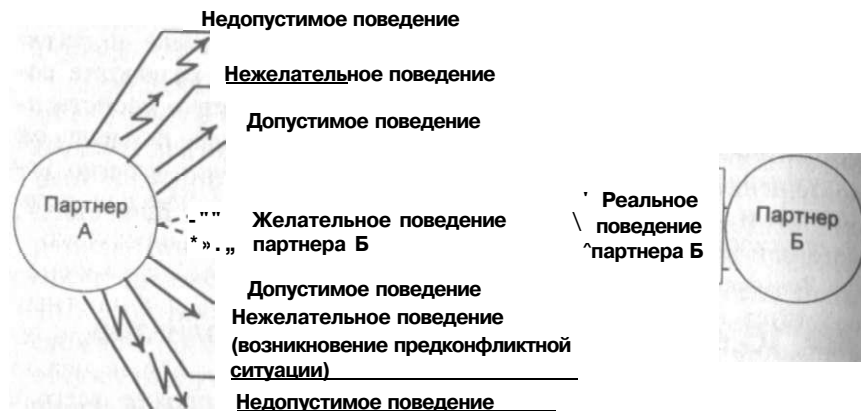 Недопустимое поведение
Нежелательное поведение
Допустимое поведение
Партнер
А
Желательное поведение
партнера Б
Реальное
поведение
партнера Б
Партнер
Б
Допустимое поведение
Нежелательное поведение
(возникновение предконфликтной
ситуации)
Недопустимое поведение